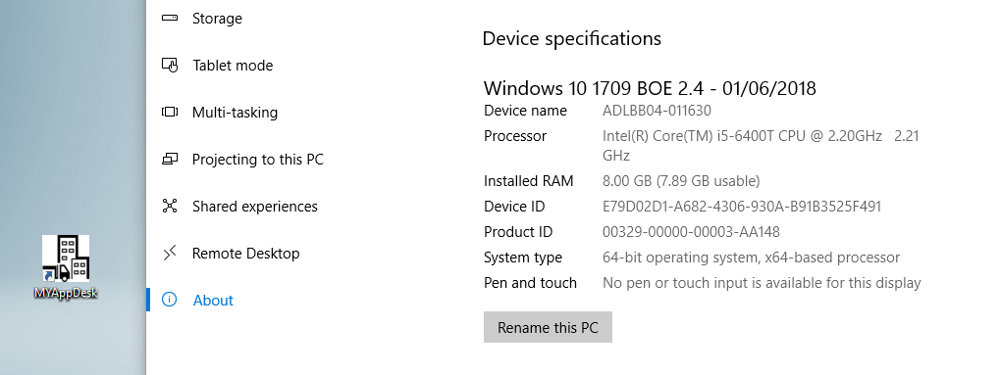 Storage
Tablet mode
Multi-tasking
Projecting to this PC
Shared experiences
Remote Desktop
About
MYAppDesk
Device specifications
Windows 10 1709 BOE 2.4 - 01/06/2018
Device name ADLBB04-011630
Processor Intel(R) Core(TM) i5-6400T CPU @ 2.20GHz 2.21
GHz
Installed RAM 8.00 GB (7.89 GB usable)
Device ID E79D02D1-A682-4306-930A-B91B3525F491
Product ID 00329-00000-00003-AA148
System type 64-bit operating system, x64-based processor
Pen and touch No pen or touch input is available for this display
Rename this PC